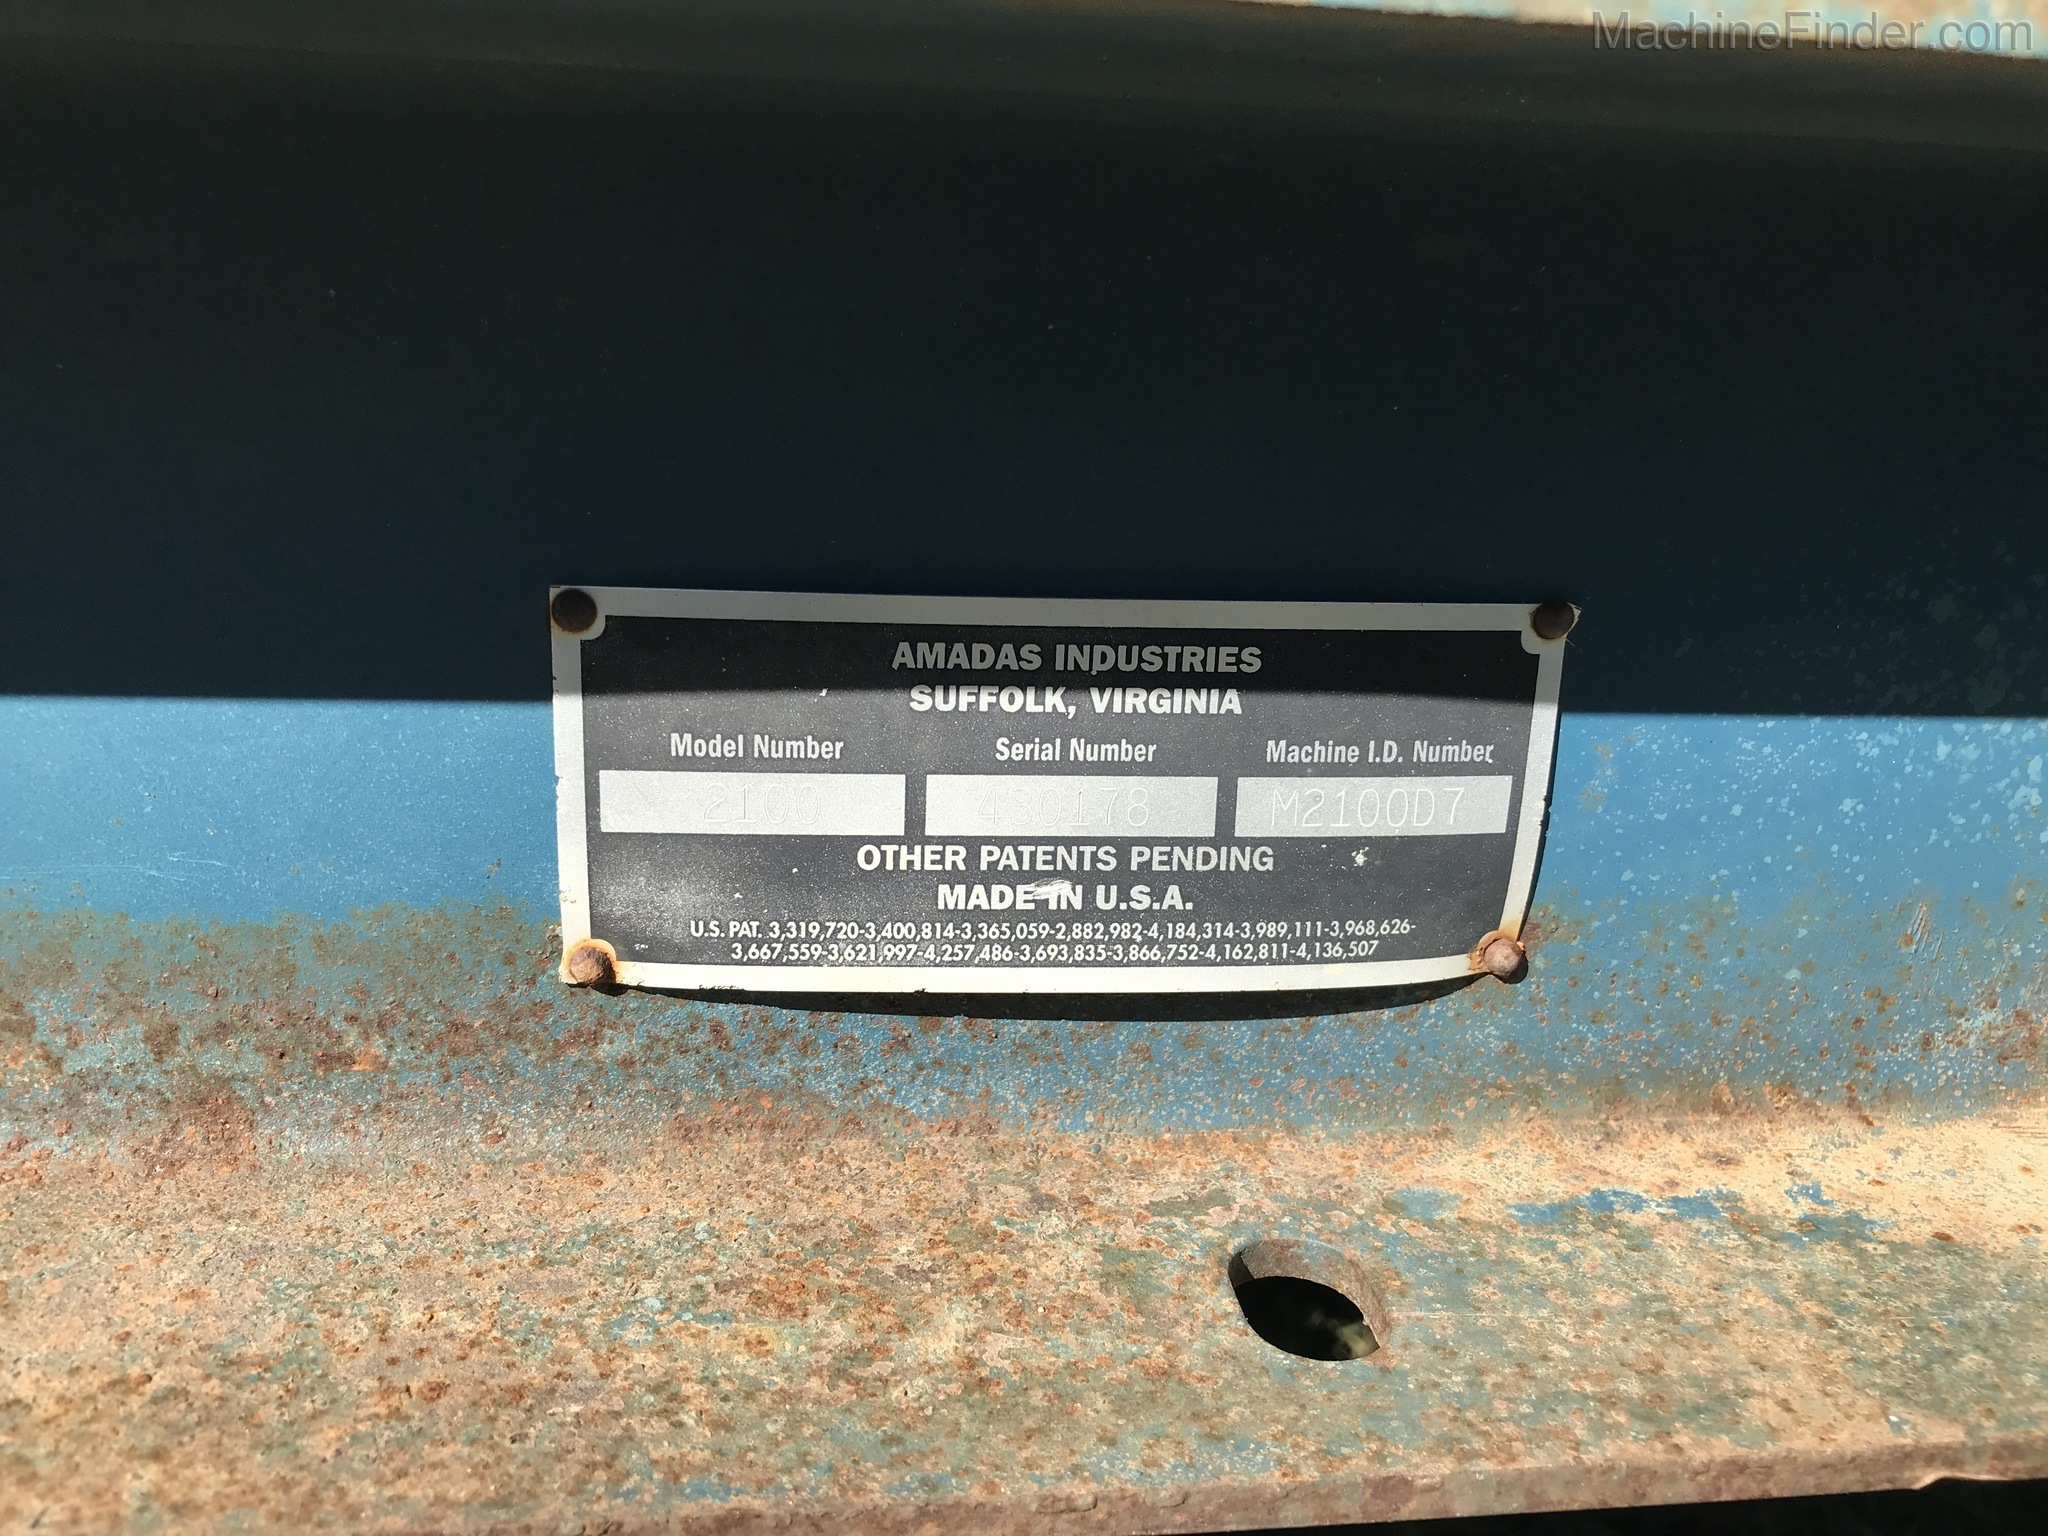 MachineFinder.com
AMADAS INDUSTRIES
SUFFOLK, VIRGINIA
Model Number Serial Number Machine I.D. Number
2100 430178 M2100D7
OTHER PATENTS PENDING
MADE IN U.S.A.
U.S. PAT. 3,319,720-3,400,814-3,365,059-2,882,982-4,184,314-3,989,111-3,968,626-
3,667,559-3,621,997-4,257,486-3,693,835-3,866,752-4,162,811-4,136,507